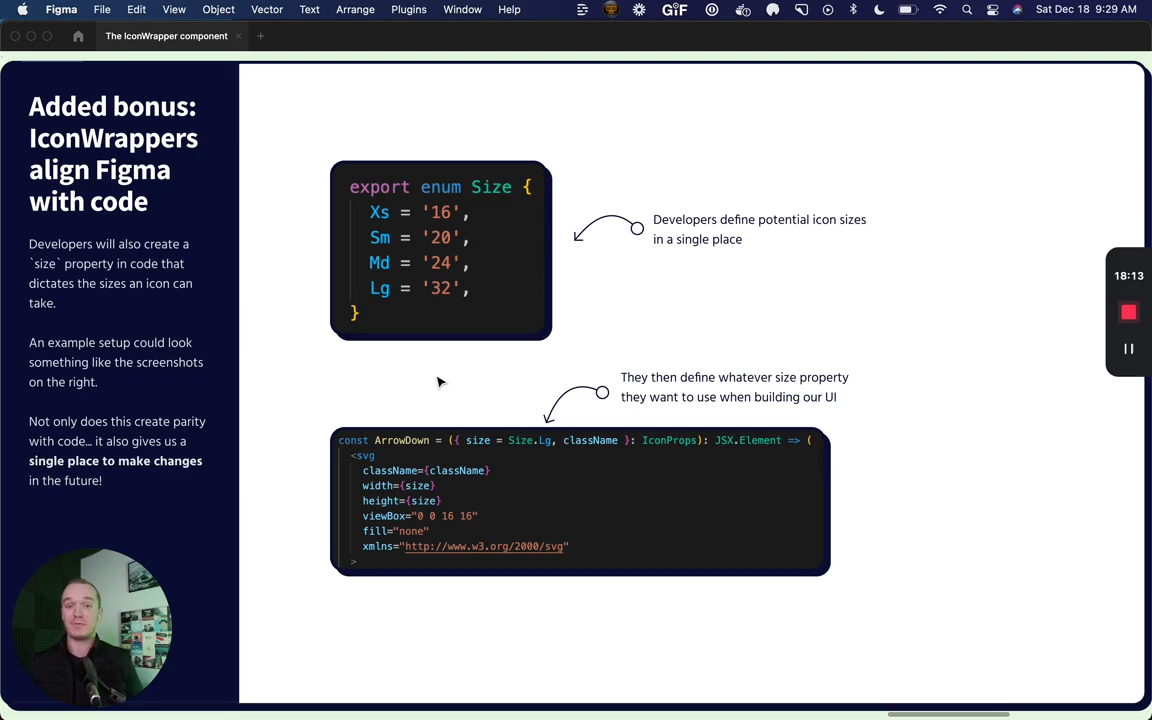 Figma File Edit View Object Vector Text Arrange Plugins Window Help GIF Sat Dec 18 9:29 AM
The IconWrapper component
Added bonus:
IconWrappers
align Figma
with code
Developers will also create a
`size` property in code that
dictates the sizes an icon can
take.
An example setup could look
something like the screenshots
on the right.
Not only does this create parity
with code... it also gives us a
single place to make changes
in the future!
export enum Size {
Xs = '16',
Sm = '20',
Md = '24',
Lg = '32',
}
Developers define potential icon sizes
in a single place
They then define whatever size property
they want to use when building our UI
const ArrowDown = ({ size = Size.Lg, className }: IconProps): JSX.Element => (
<svg
className={className}
width={size}
height={size}
viewBox="0 0 16 16"
fill="none"
xmlns="http://www.w3.org/2000/svg"
>
18:13